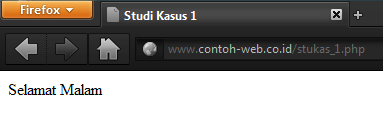 Firefox
Studi Kasus 1
www.contoh-web.co.id/stukas_1.php
Selamat Malam